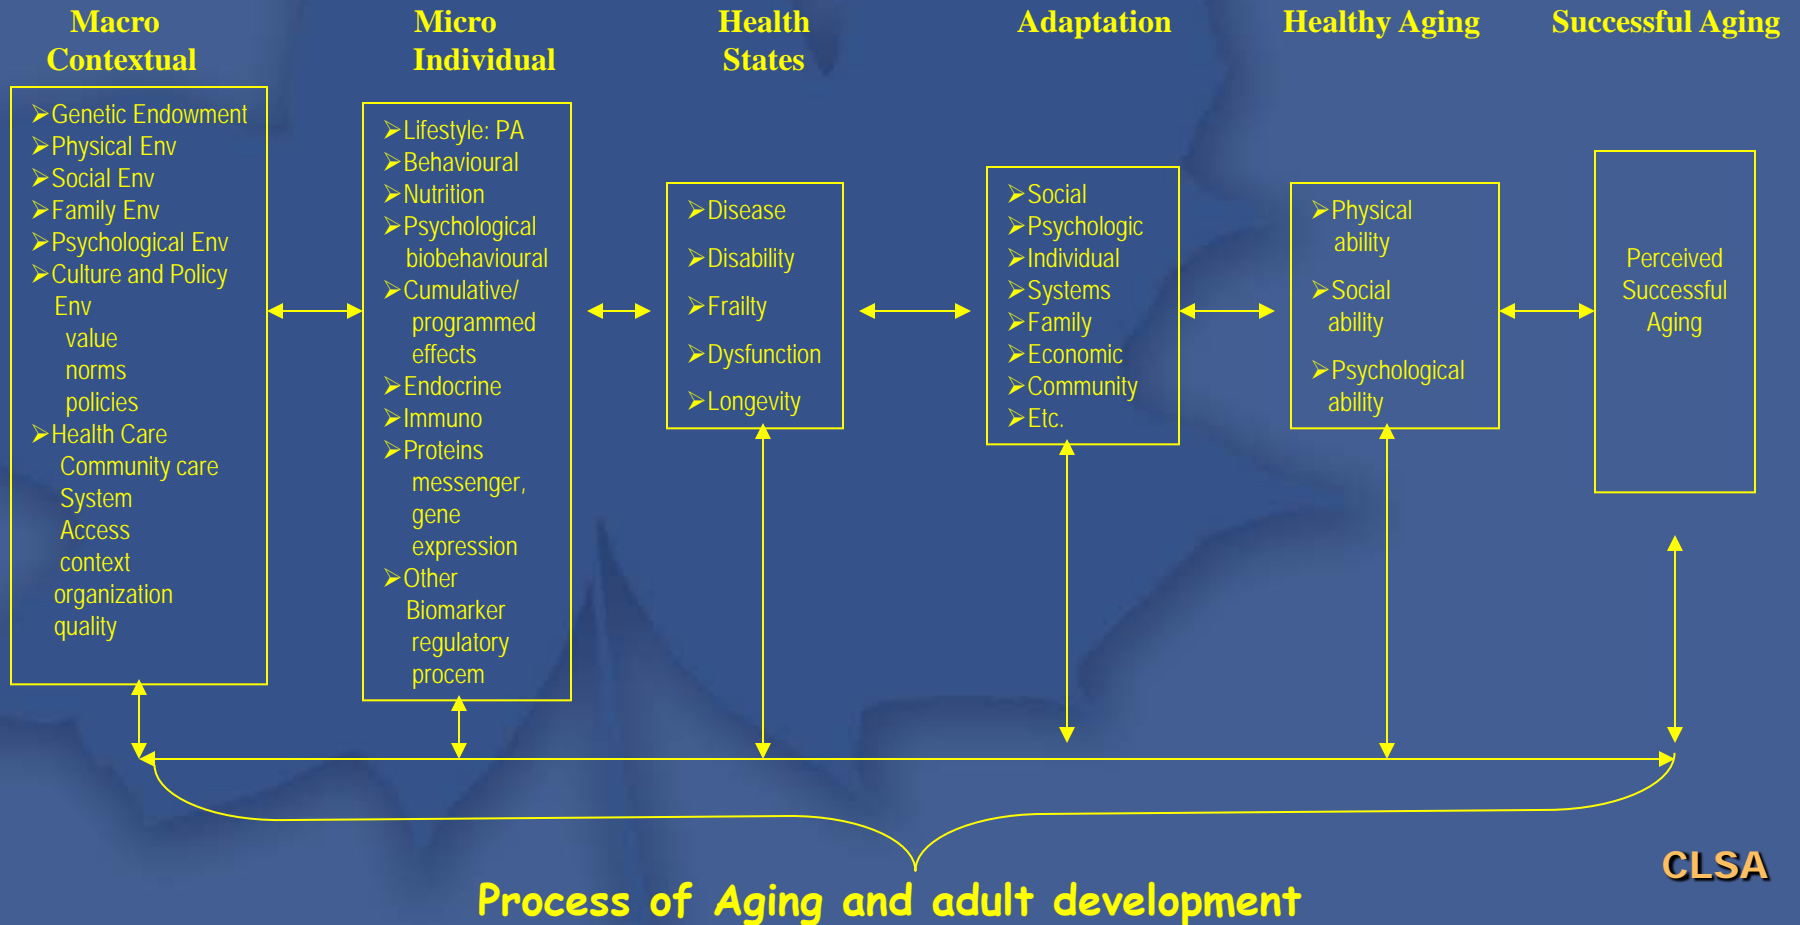 Macro
Contextual
➢Genetic Endowment
➢Physical Env
➢Social Env
➢Family Env
➢Psychological Env
➢Culture and Policy
Env
value
norms
policies
➢Health Care
Community care
System
Access
context
organization
quality
Micro
Individual
➢Lifestyle: PA
➢Behavioural
➢Nutrition
➢Psychological
biobehavioural
➢Cumulative/
programmed
effects
➢Endocrine
➢Immuno
➢Proteins
messenger,
gene
expression
➢Other
Biomarker
regulatory
procem
Health
States
➢Disease
➢Disability
➢Frailty
➢Dysfunction
➢Longevity
Adaptation
➢Social
➢Psychologic
➢Individual
➢Systems
➢Family
➢Economic
➢Community
➢Etc.
Healthy Aging
➢Physical
ability
➢Social
ability
➢Psychological
ability
Successful Aging
Perceived
Successful
Aging
Process of Aging and adult development
CLSA